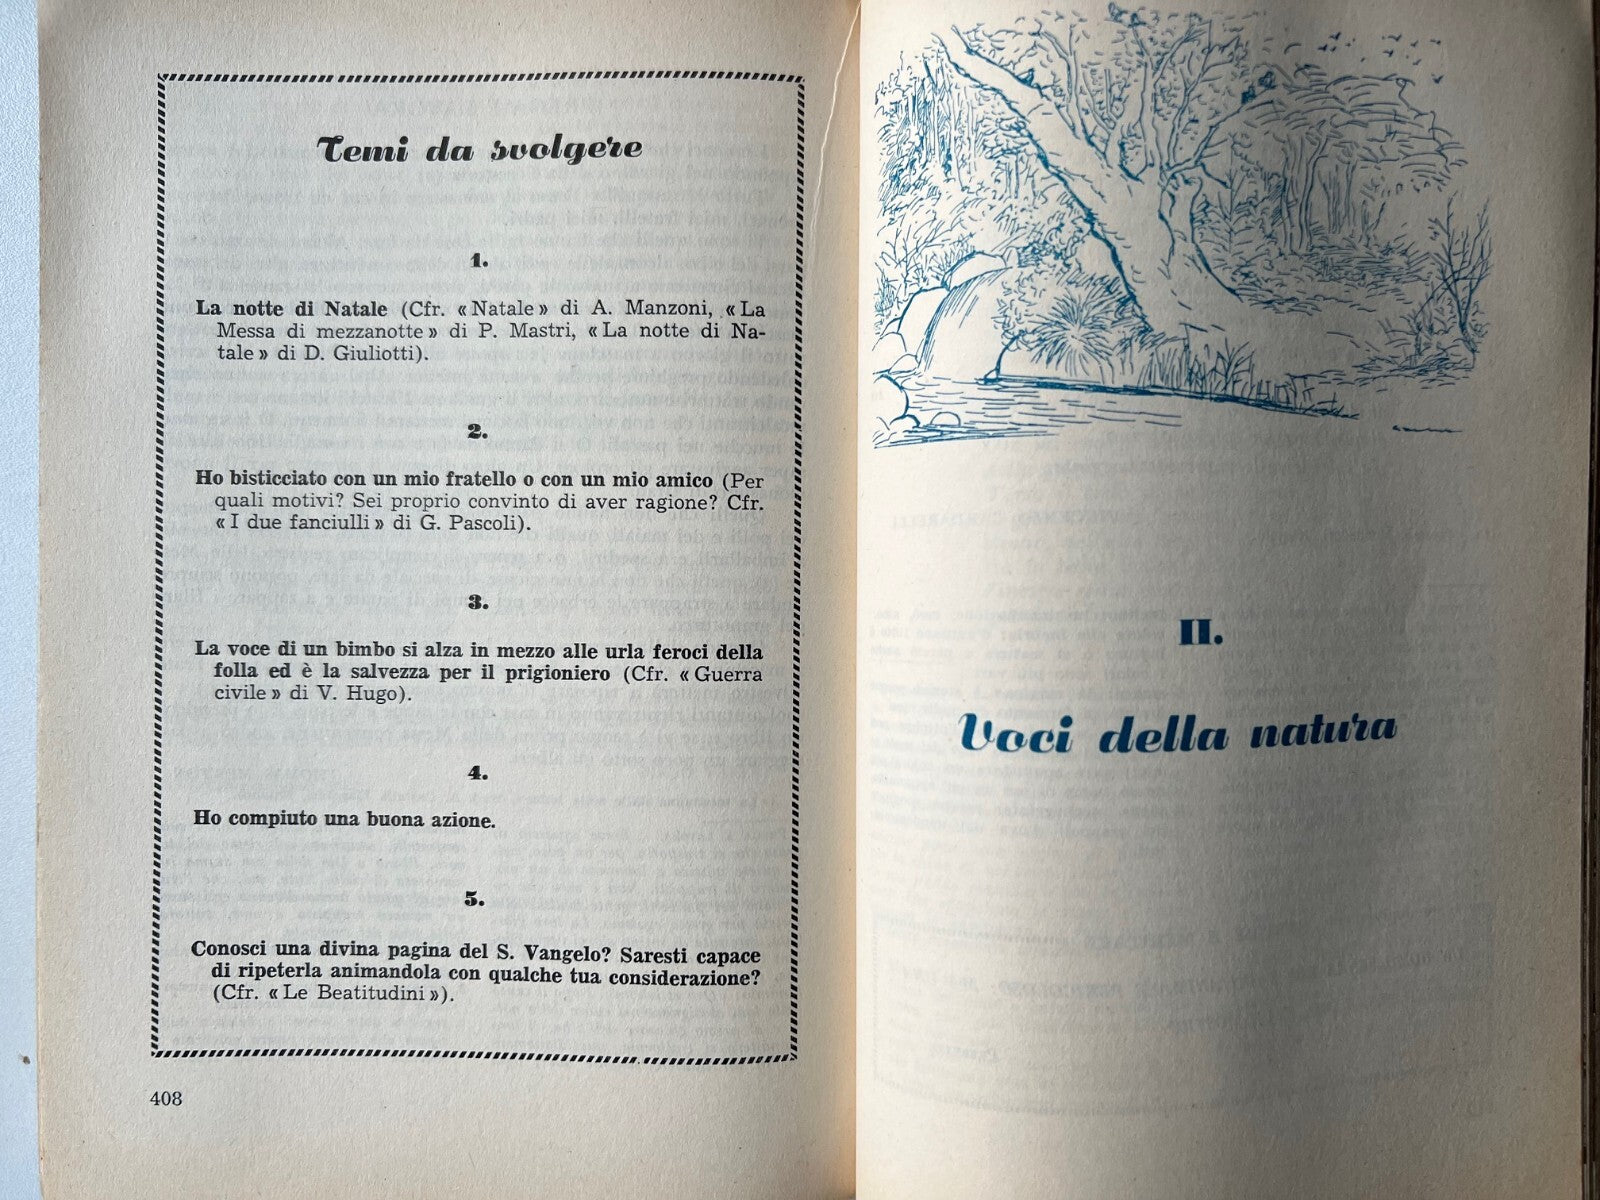 Temi da svolgere
1.
La notte di Natale (Cfr. « Natale » di A. Manzoni, « La
Messa di mezzanotte » di P. Mastri, « La notte di Na-
tale » di D. Giuliotti).
2.
Ho bisticciato con un mio fratello o con un mio amico (Per
quali motivi? Sei proprio convinto di aver ragione? Cfr.
« I due fanciulli » di G. Pascoli).
3.
La voce di un bimbo si alza in mezzo alle urla feroci della
folla ed è la salvezza per il prigioniero (Cfr. « Guerra
civile » di V. Hugo).
4.
Ho compiuto una buona azione.
5.
Conosci una divina pagina del S. Vangelo? Saresti capace
di ripeterla animandola con qualche tua considerazione?
(Cfr. « Le Beatitudini »).
408
II.
Voci della natura